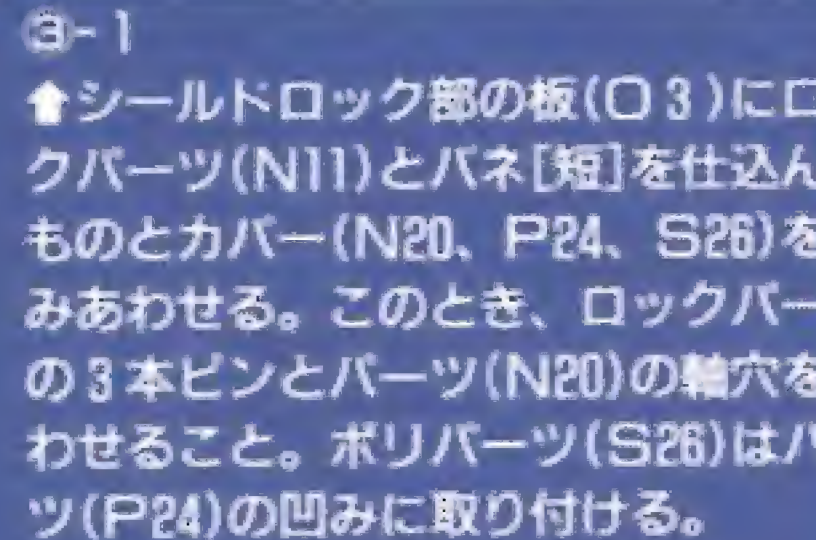 ③-1
⬆シールドロック部の板(O3)にロ
クパーツ(N11)とバネ[短]を仕込ん
ものとカバー(N20、P24、S26)を
みあわせる。このとき、ロックパー
の3本ピンとパーツ(N20)の軸穴を
わせること。ポリパーツ(S26)はパ
ツ(P24)の凹みに取り付ける。